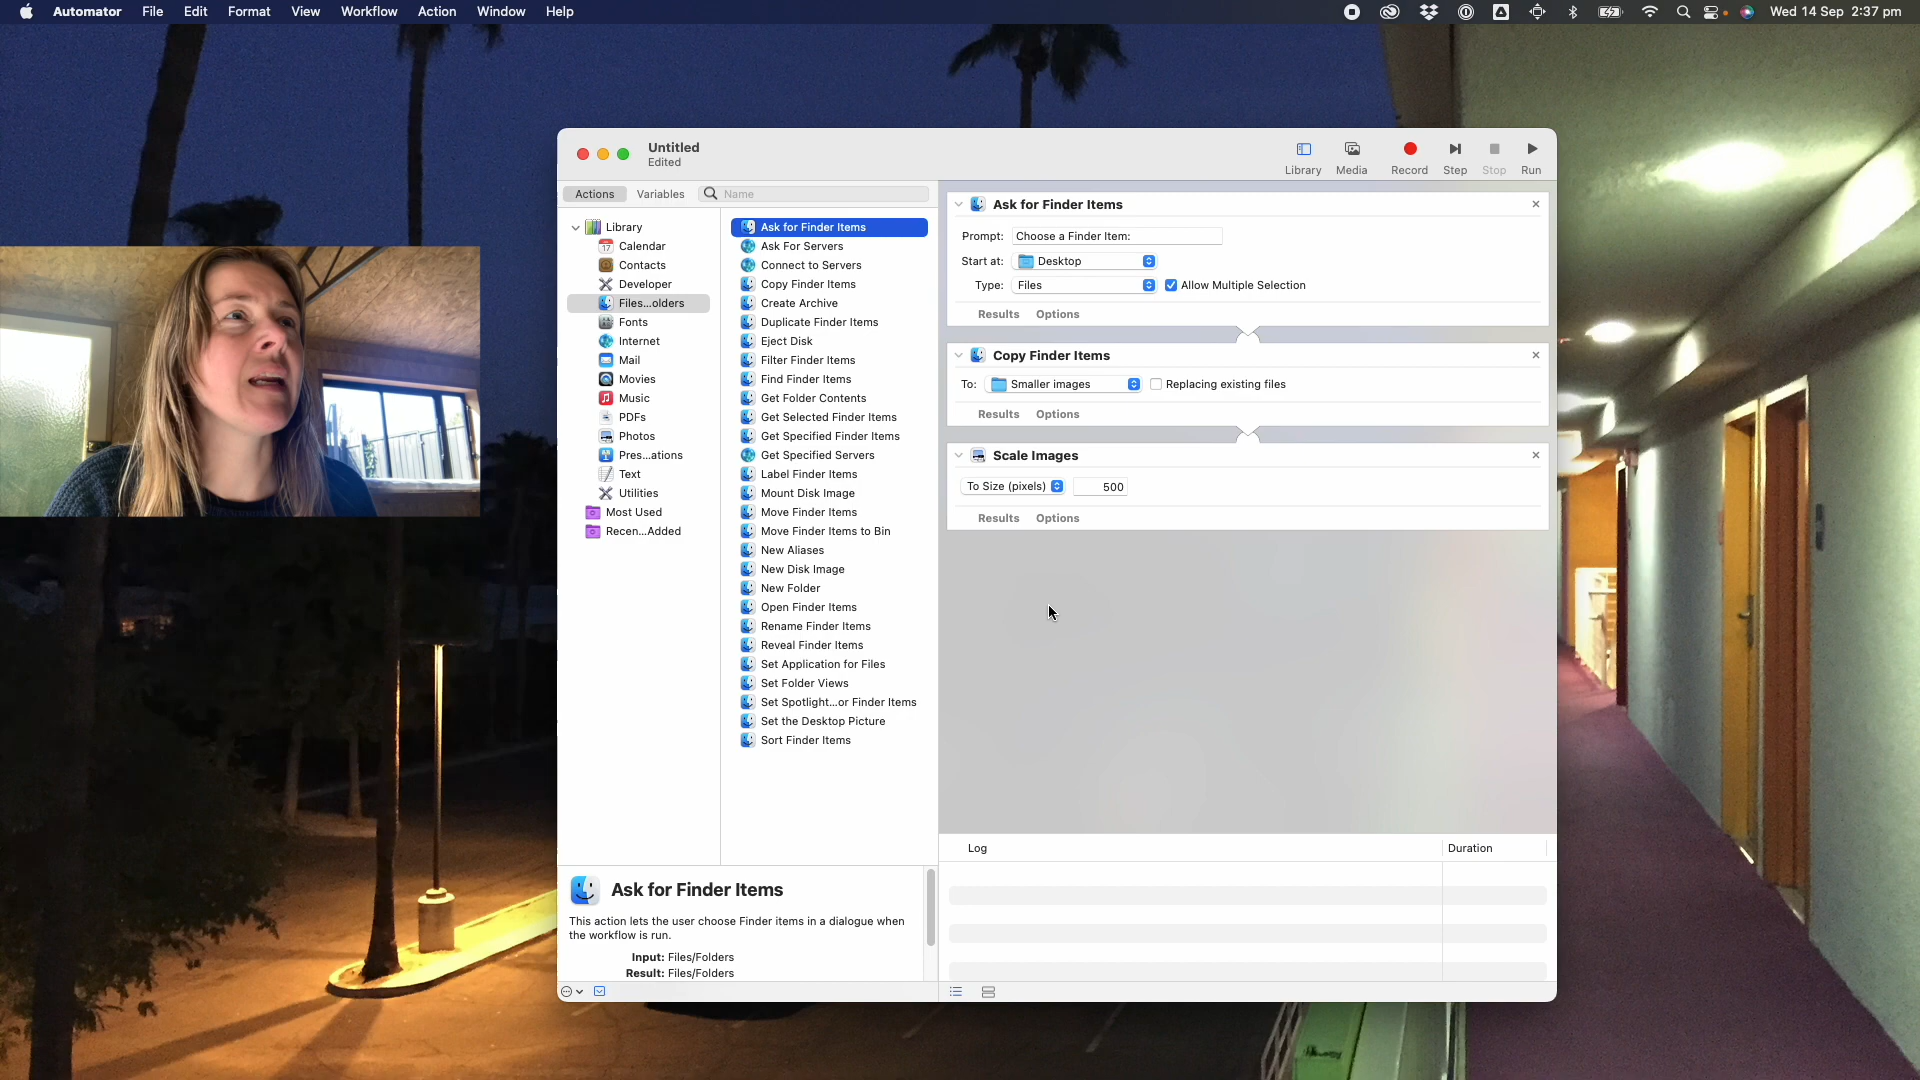 Automator File Edit Format View Workflow Action Window Help
Wed 14 Sep 2:37 pm
Untitled
Edited
Library Media Record Step Stop Run
Actions Variables Name
Library
17 Calendar
Contacts
Developer
Files...olders
Fonts
Internet
Mail
Movies
Music
PDFs
Photos
Pres...ations
Text
Utilities
Most Used
Recen...Added
Ask for Finder Items
Ask For Servers
Connect to Servers
Copy Finder Items
Create Archive
Duplicate Finder Items
Eject Disk
Filter Finder Items
Find Finder Items
Get Folder Contents
Get Selected Finder Items
Get Specified Finder Items
Get Specified Servers
Label Finder Items
Mount Disk Image
Move Finder Items
Move Finder Items to Bin
New Aliases
New Disk Image
New Folder
Open Finder Items
Rename Finder Items
Reveal Finder Items
Set Application for Files
Set Folder Views
Set Spotlight...or Finder Items
Set the Desktop Picture
Sort Finder Items
Ask for Finder Items
Prompt: Choose a Finder Item:
Start at: Desktop
Type: Files Allow Multiple Selection
Results Options
Copy Finder Items
To: Smaller images Replacing existing files
Results Options
Scale Images
To Size (pixels) 500
Results Options
Log Duration
Ask for Finder Items
This action lets the user choose Finder items in a dialogue when
the workflow is run.
Input: Files/Folders
Result: Files/Folders